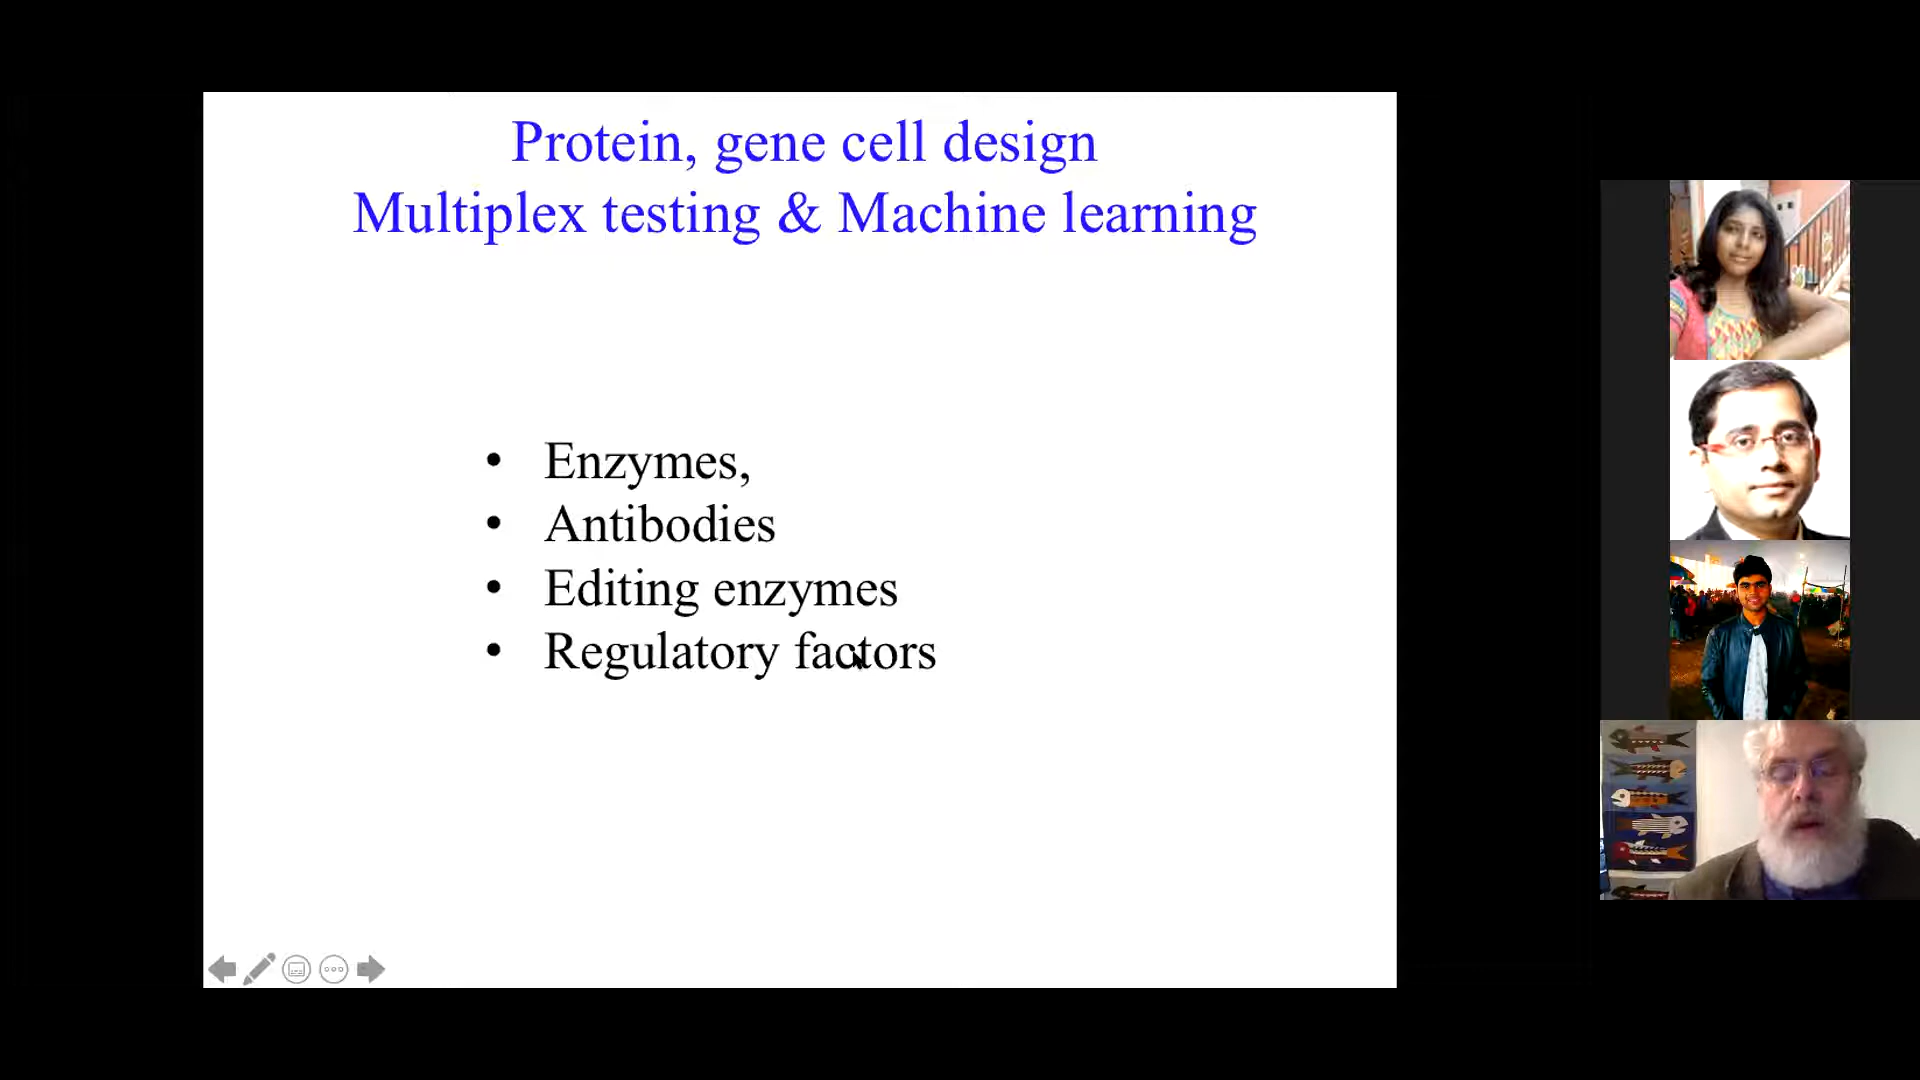 Protein, gene cell design
Multiplex testing & Machine learning
• Enzymes,
• Antibodies
• Editing enzymes
• Regulatory factors